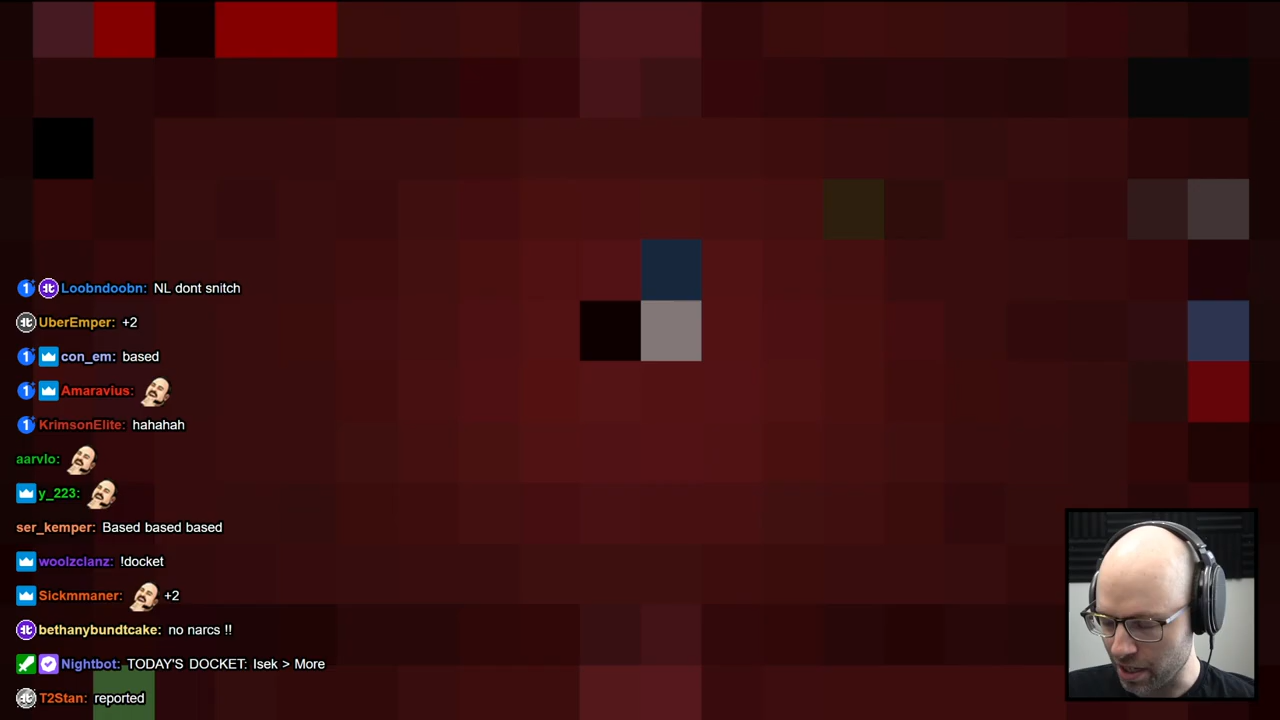 Loobndoobn: NL dont snitch
UberEmper: +2
con_em: based
Amaravius:
KrimsonElite: hahahah
aarvlo:
y_223:
ser_kemper: Based based based
woolzclanz: !docket
Sickmmaner: +2
bethanybundtcake: no narcs !!
Nightbot: TODAY'S DOCKET: Isek > More
T2Stan: reported